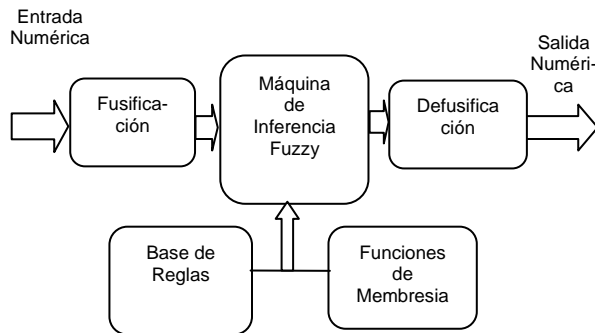 Entrada
Numérica
Fusifica-
ción
Máquina
de
Inferencia
Fuzzy
Defusifica
ción
Salida
Numéri-
ca
Base de
Reglas
Funciones
de
Membresia